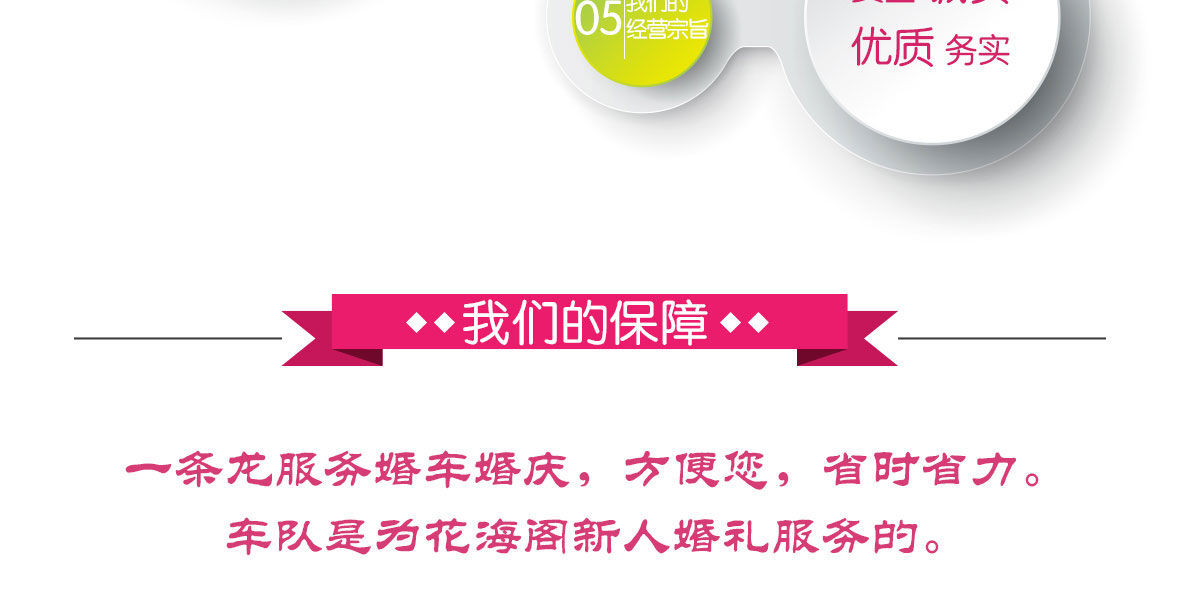 05
我们的
经营宗旨
优质 务实
我们的保障
一条龙服务婚车婚庆，方便您，省时省力。
车队是为花海阁新人婚礼服务的。